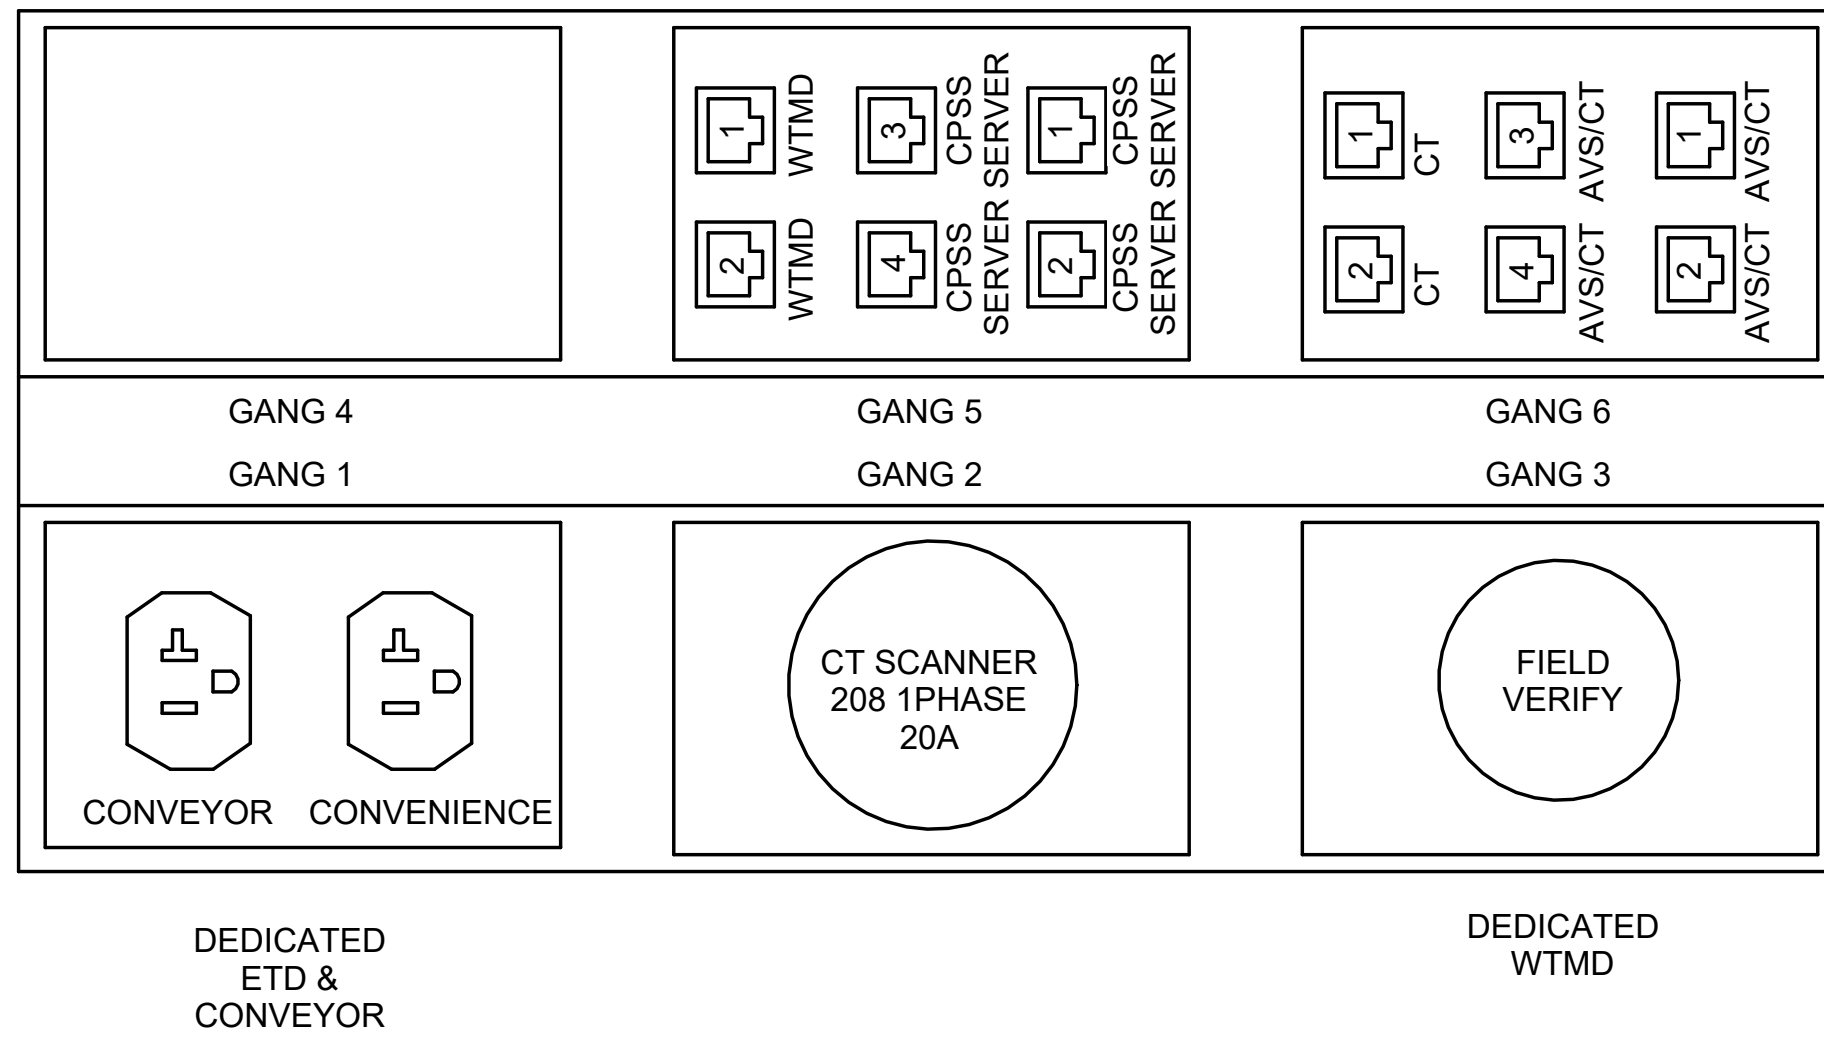 1
WTMD
3
CPSS
SERVER
1
CPSS
SERVER
2
WTMD
4
CPSS
SERVER
2
CPSS
SERVER
1
CT
3
AVS/CT
1
AVS/CT
2
CT
4
AVS/CT
2
AVS/CT
GANG 4
GANG 5
GANG 6
GANG 1
GANG 2
GANG 3
CONVEYOR
CONVENIENCE
CT SCANNER
208 1PHASE
20A
FIELD
VERIFY
DEDICATED
ETD &
CONVEYOR
DEDICATED
WTMD